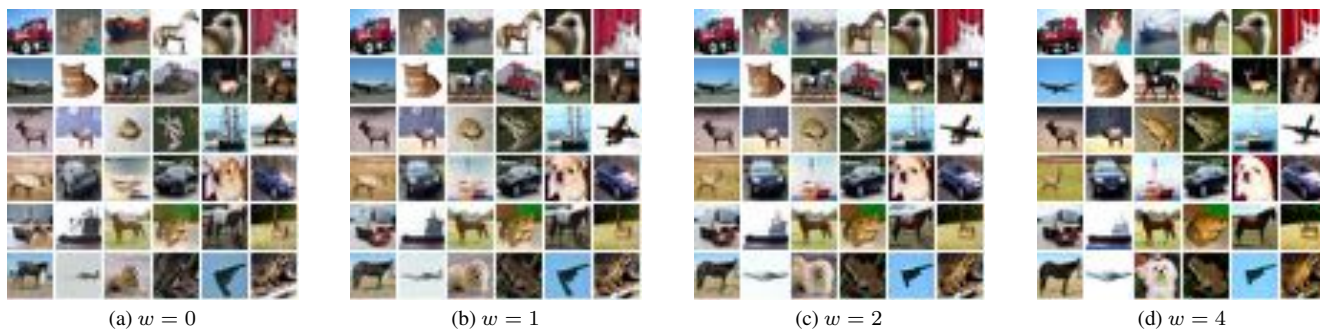 (a) w = 0
(b) w = 1
(c) w = 2
(d) w = 4